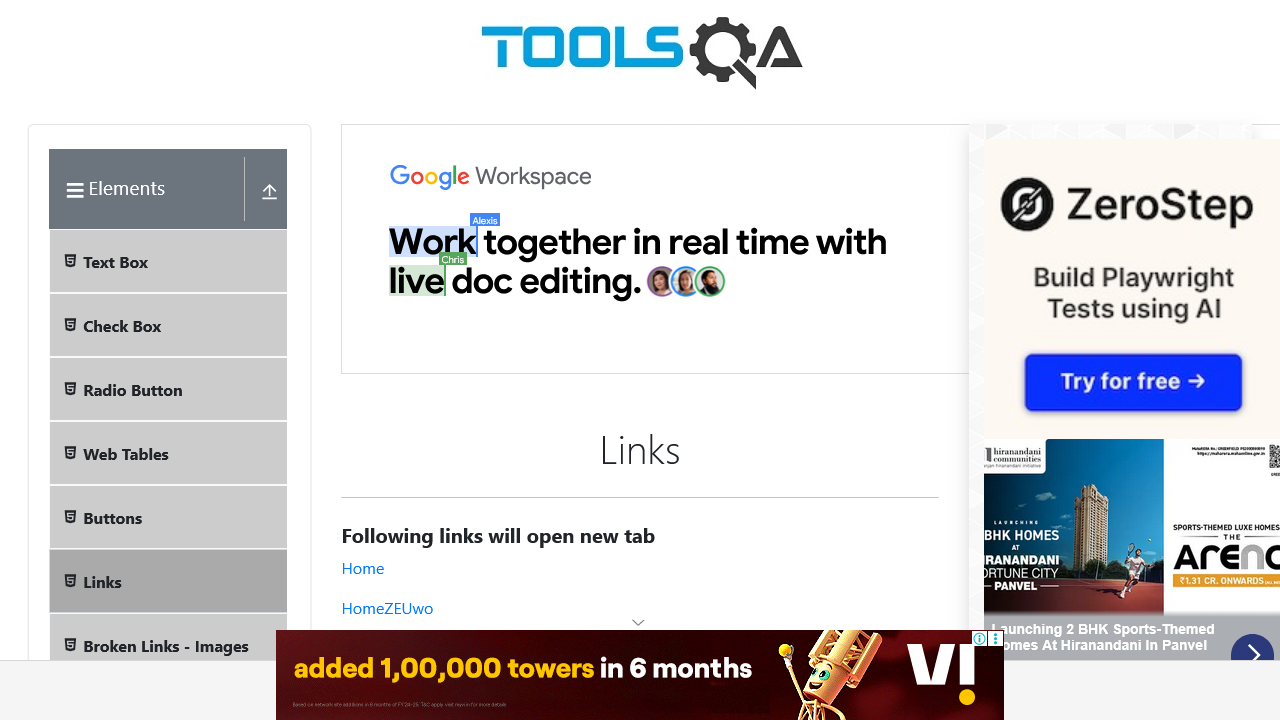 TOOLSQA
Elements
Text Box
Check Box
Radio Button
Web Tables
Buttons
Links
Broken Links - Images
Google Workspace
Alexis
Work together in real time with
Chris
live doc editing.
Links
Following links will open new tab
Home
HomeZEUwo
ZeroStep
Build Playwright
Tests using AI
Try for free →
hiranandani
communities
LAUNCHING
BHK HOMES
AT
IRANANDANI
ORTUNE CITY
PANVEL
SPORTS-THEMED LUXE HOMES
THE
ARENA
₹1.31 CR. ONWARDS
Launching 2 BHK Sports-Themed
omes At Hiranandani In Panvel
added 1,00,000 towers in 6 months
VI